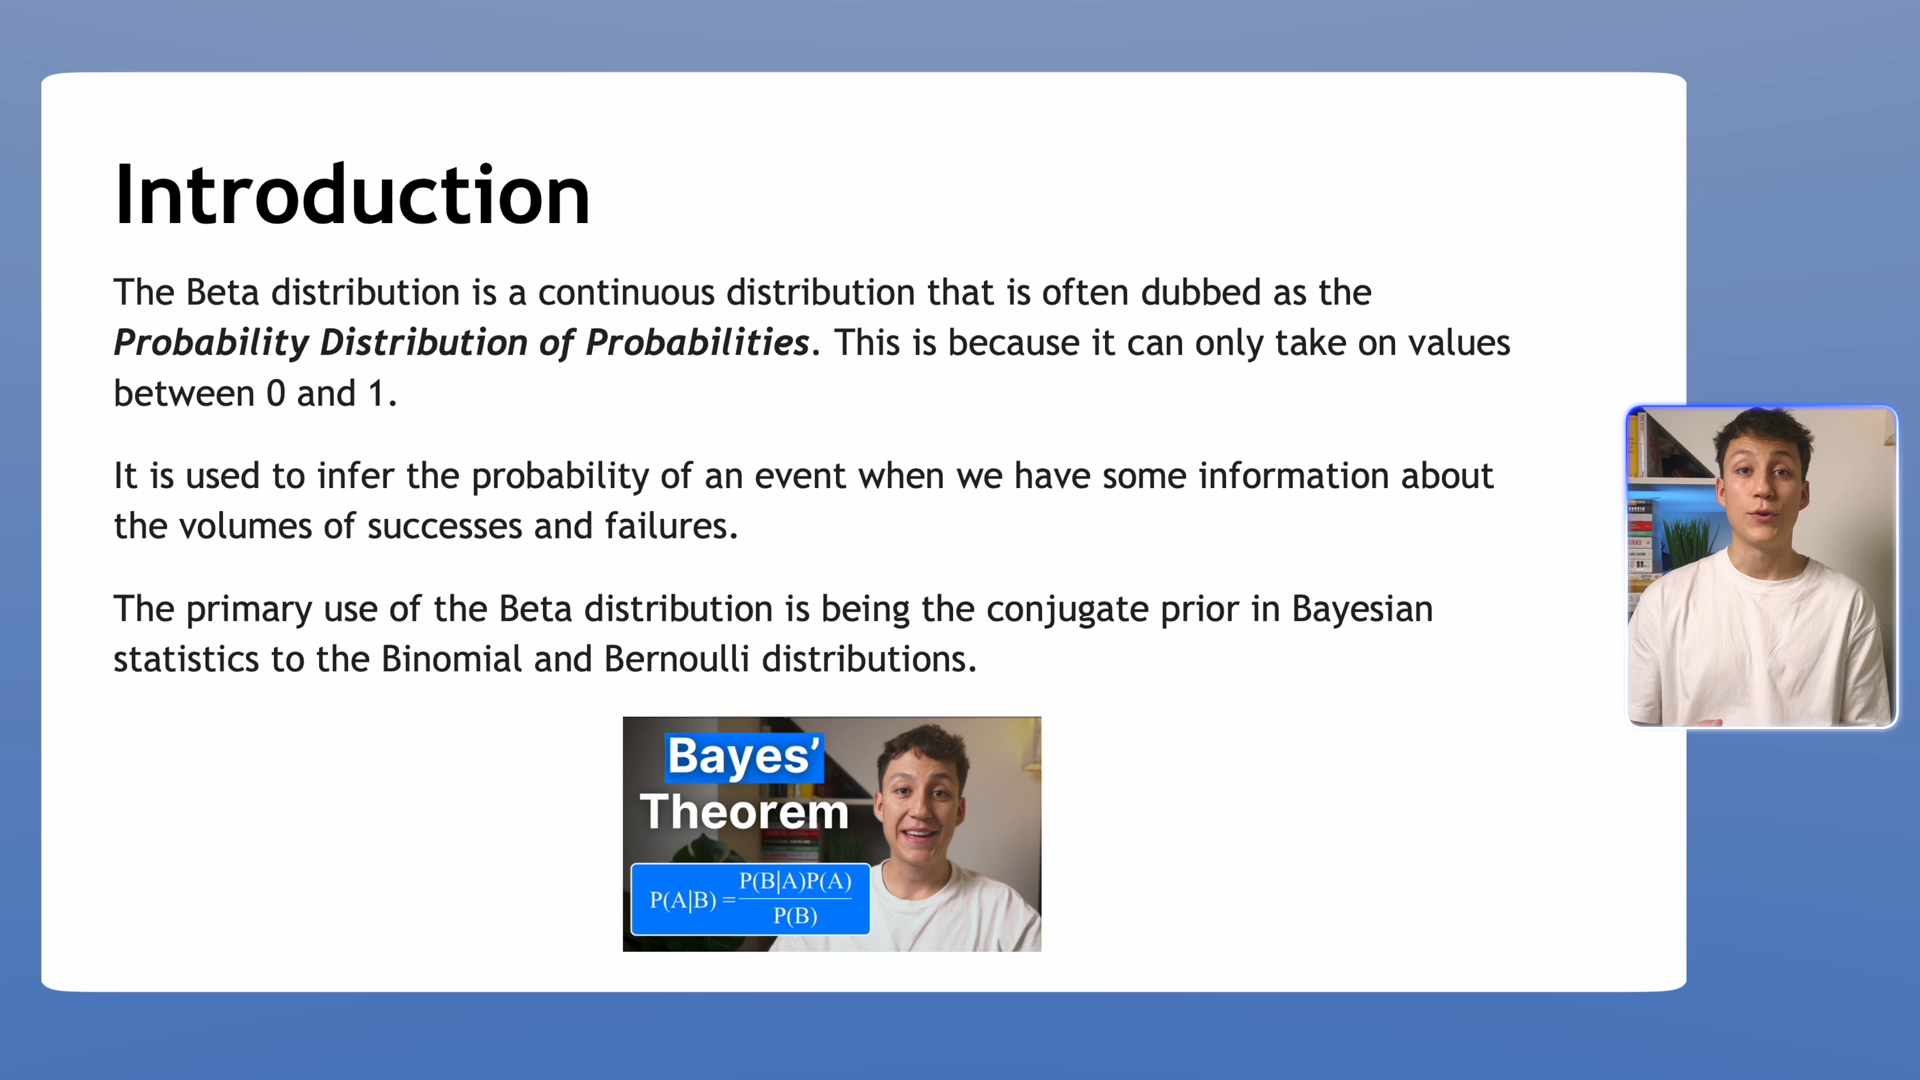 Introduction
The Beta distribution is a continuous distribution that is often dubbed as the
Probability Distribution of Probabilities. This is because it can only take on values
between 0 and 1.
It is used to infer the probability of an event when we have some information about
the volumes of successes and failures.
The primary use of the Beta distribution is being the conjugate prior in Bayesian
statistics to the Binomial and Bernoulli distributions.
Bayes’
Theorem
P(A|B) = P(B|A)P(A)
P(B)